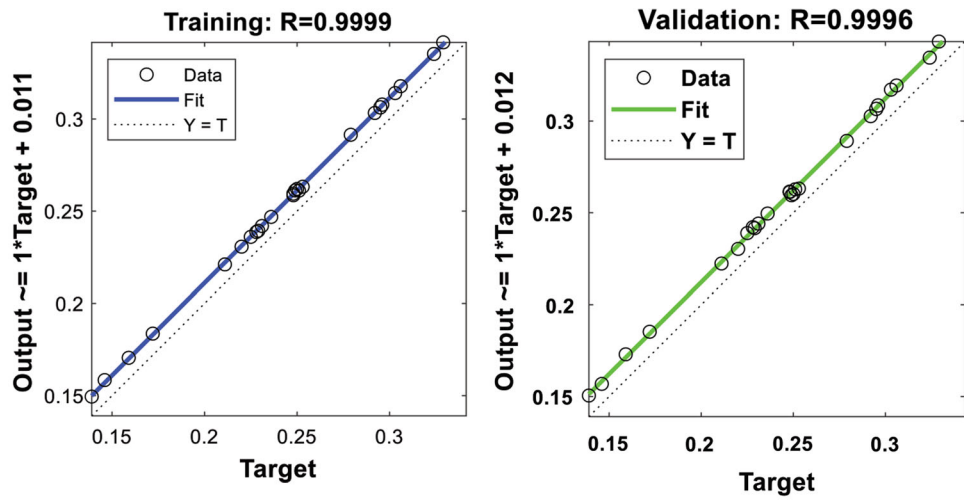 Training: R=0.9999
Output ~= 1*Target + 0.011
Data
Fit
Y = T
0.3
0.25
0.2
0.15
0.15
0.2
0.25
0.3
Target
Validation: R=0.9996
Output ~= 1*Target + 0.012
Data
Fit
Y = T
0.3
0.25
0.2
0.15
0.15
0.2
0.25
0.3
Target